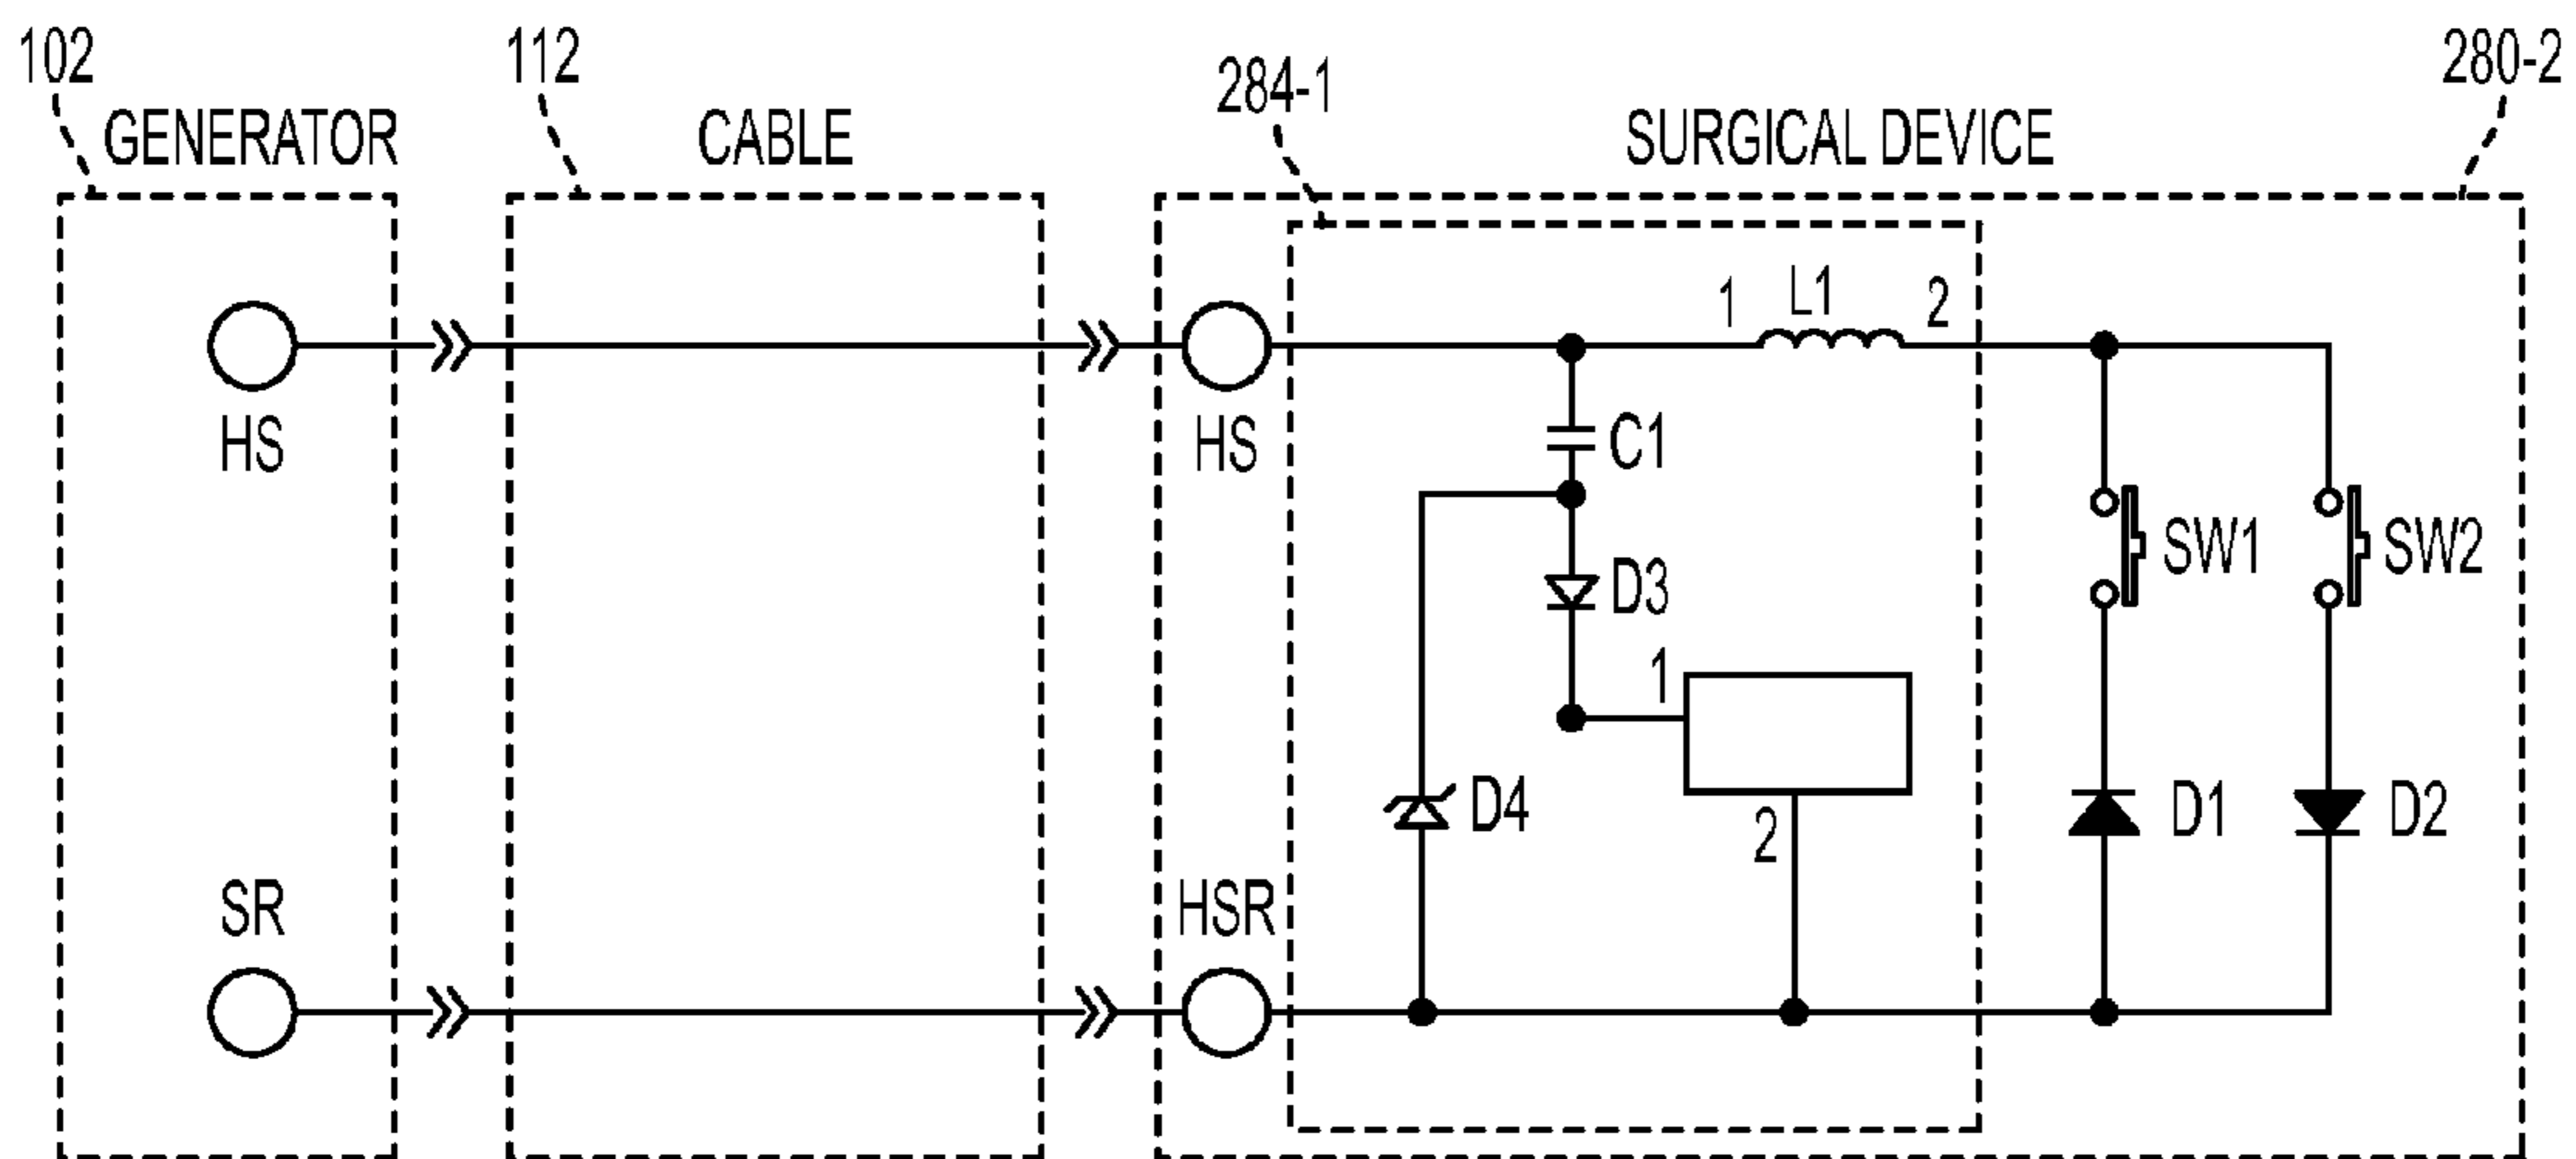 102
112
284-1
280-2
GENERATOR
CABLE
SURGICAL DEVICE
1
L1
2
HS
HS
C1
SW1
SW2
D3
1
D4
2
D1
D2
SR
HSR